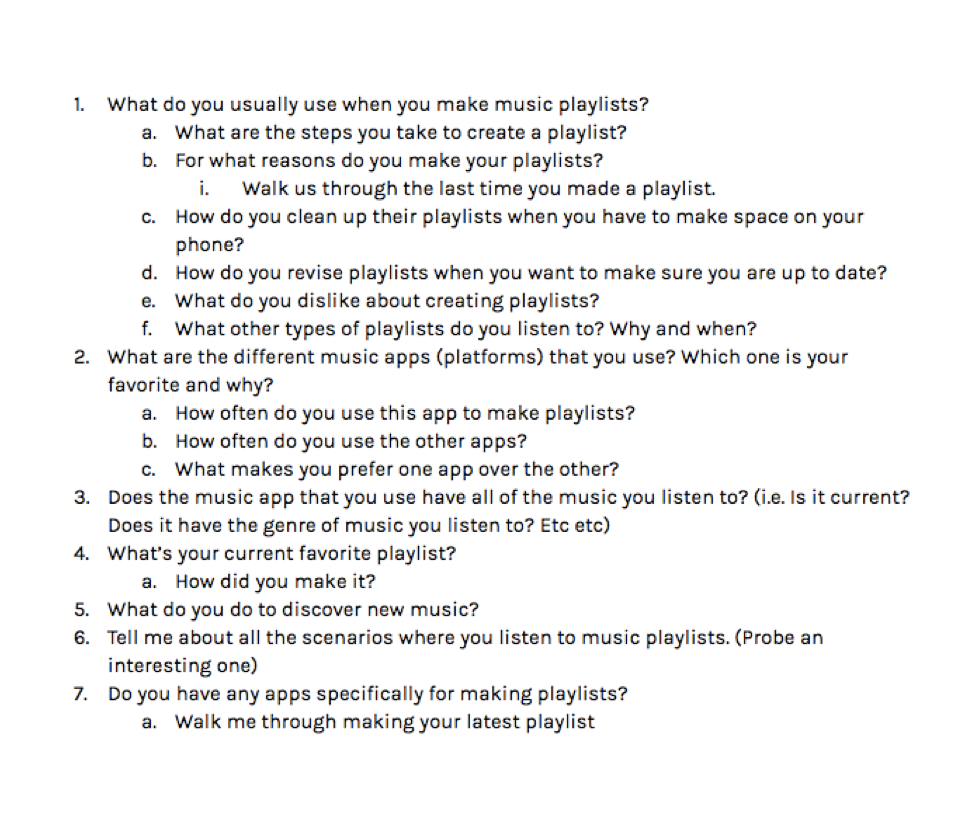 1. What do you usually use when you make music playlists?
a. What are the steps you take to create a playlist?
b. For what reasons do you make your playlists?
i. Walk us through the last time you made a playlist.
c. How do you clean up their playlists when you have to make space on your
phone?
d. How do you revise playlists when you want to make sure you are up to date?
e. What do you dislike about creating playlists?
f. What other types of playlists do you listen to? Why and when?
2. What are the different music apps (platforms) that you use? Which one is your
favorite and why?
a. How often do you use this app to make playlists?
b. How often do you use the other apps?
c. What makes you prefer one app over the other?
3. Does the music app that you use have all of the music you listen to? (i.e. Is it current?
Does it have the genre of music you listen to? Etc etc)
4. What's your current favorite playlist?
a. How did you make it?
5. What do you do to discover new music?
6. Tell me about all the scenarios where you listen to music playlists. (Probe an
interesting one)
7. Do you have any apps specifically for making playlists?
a. Walk me through making your latest playlist